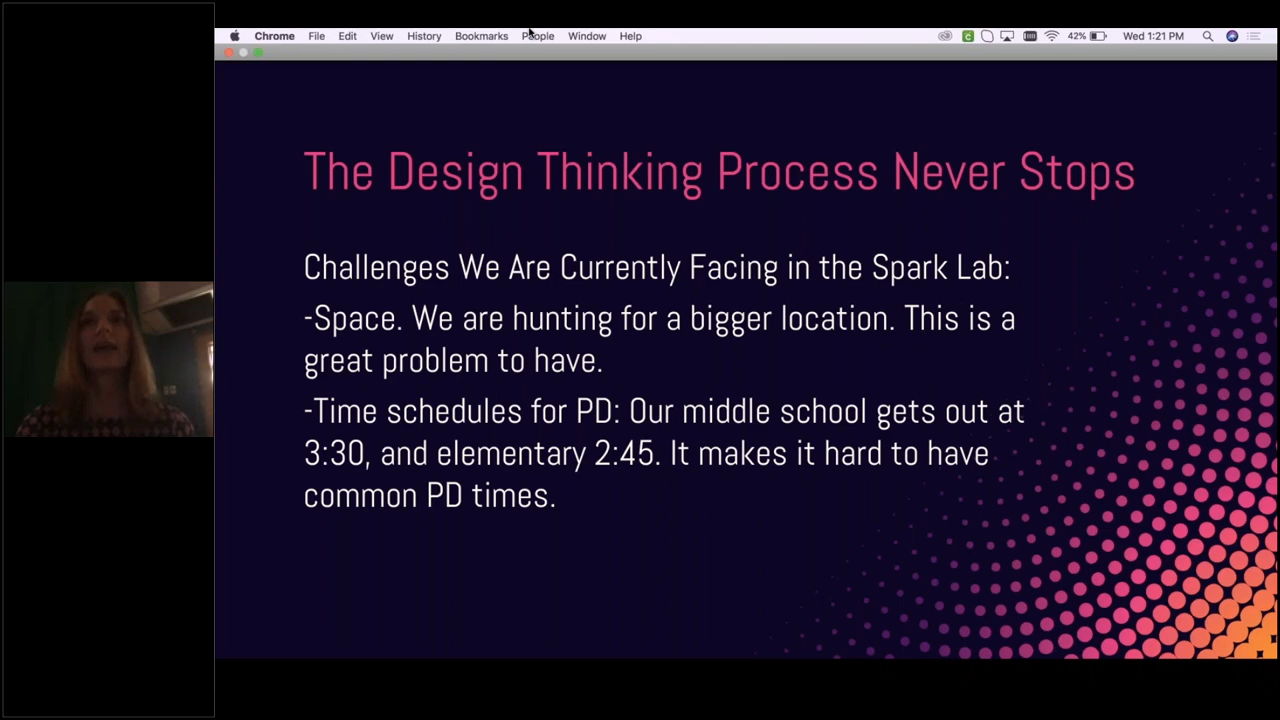 Chrome File Edit View History Bookmarks People Window Help 42% Wed 1:21 PM
The Design Thinking Process Never Stops
Challenges We Are Currently Facing in the Spark Lab:
-Space. We are hunting for a bigger location. This is a
great problem to have.
-Time schedules for PD: Our middle school gets out at
3:30, and elementary 2:45. It makes it hard to have
common PD times.